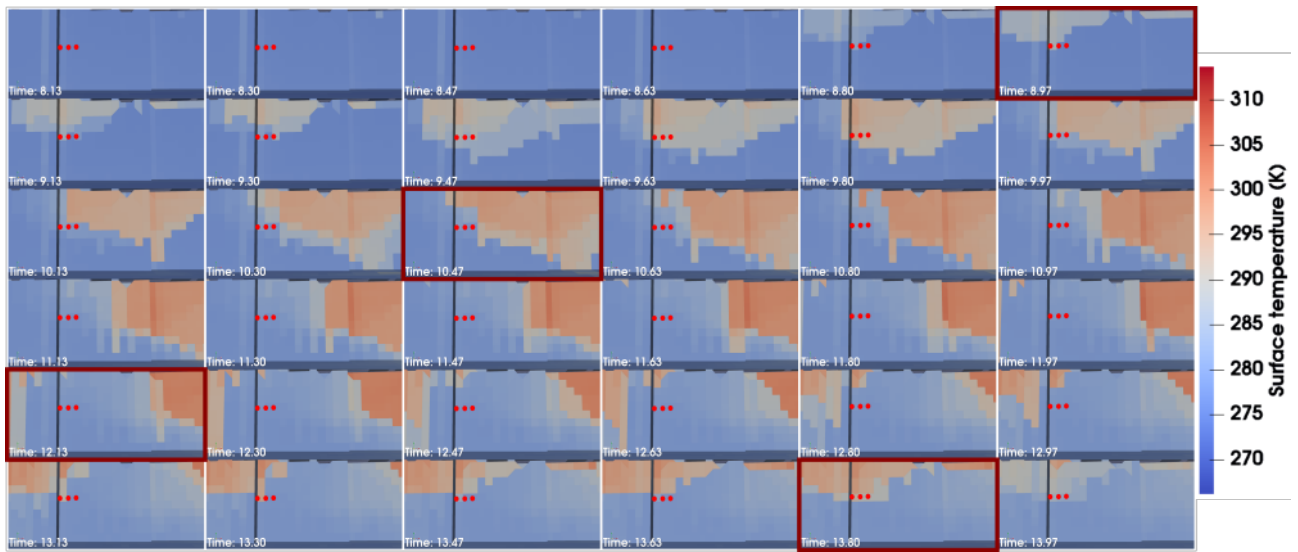 Time: 8.13 Time: 8.30 Time: 8.47 Time: 8.63 Time: 8.80 Time: 8.97
Time: 9.13 Time: 9.30 Time: 9.47 Time: 9.63 Time: 9.80 Time: 9.97
Time: 10.13 Time: 10.30 Time: 10.47 Time: 10.63 Time: 10.80 Time: 10.97
Time: 11.13 Time: 11.30 Time: 11.47 Time: 11.63 Time: 11.80 Time: 11.97
Time: 12.13 Time: 12.30 Time: 12.47 Time: 12.63 Time: 12.80 Time: 12.97
Time: 13.13 Time: 13.30 Time: 13.47 Time: 13.63 Time: 13.80 Time: 13.97
310
305
300
295
290
285
280
275
270
Surface temperature (K)